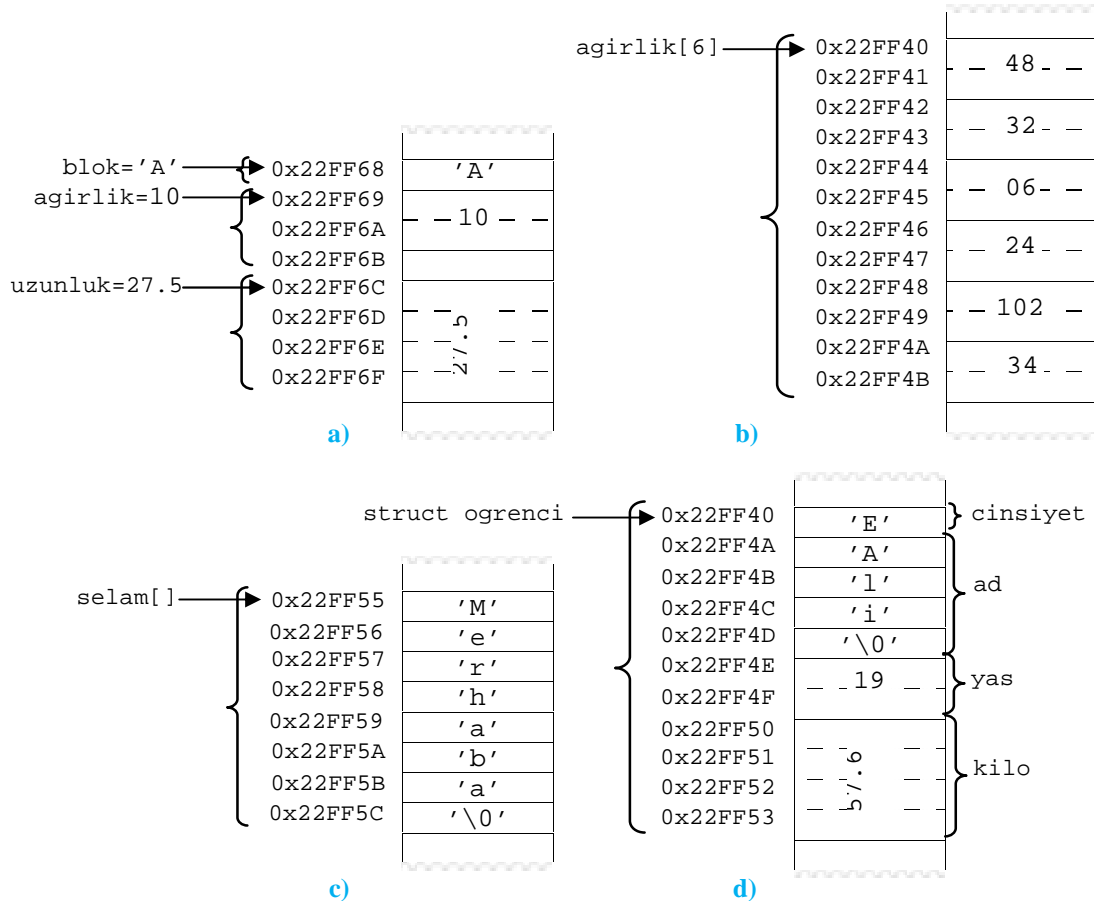 blok='A' 0x22FF68 'A'
agirlik=10 0x22FF69
0x22FF6A 10
0x22FF6B
uzunluk=27.5 0x22FF6C
0x22FF6D
0x22FF6E 27.5
0x22FF6F
a)
agirlik[6] 0x22FF40
0x22FF41 48
0x22FF42
0x22FF43 32
0x22FF44
0x22FF45 06
0x22FF46
0x22FF47 24
0x22FF48
0x22FF49 102
0x22FF4A
0x22FF4B 34
b)
selam[] 0x22FF55 'M'
0x22FF56 'e'
0x22FF57 'r'
0x22FF58 'h'
0x22FF59 'a'
0x22FF5A 'b'
0x22FF5B 'a'
0x22FF5C '\0'
c)
struct ogrenci 0x22FF40 'E' cinsiyet
0x22FF4A 'A'
0x22FF4B 'l' ad
0x22FF4C 'i'
0x22FF4D '\0'
0x22FF4E 19 yas
0x22FF4F
0x22FF50
0x22FF51 57.6 kilo
0x22FF52
0x22FF53
d)